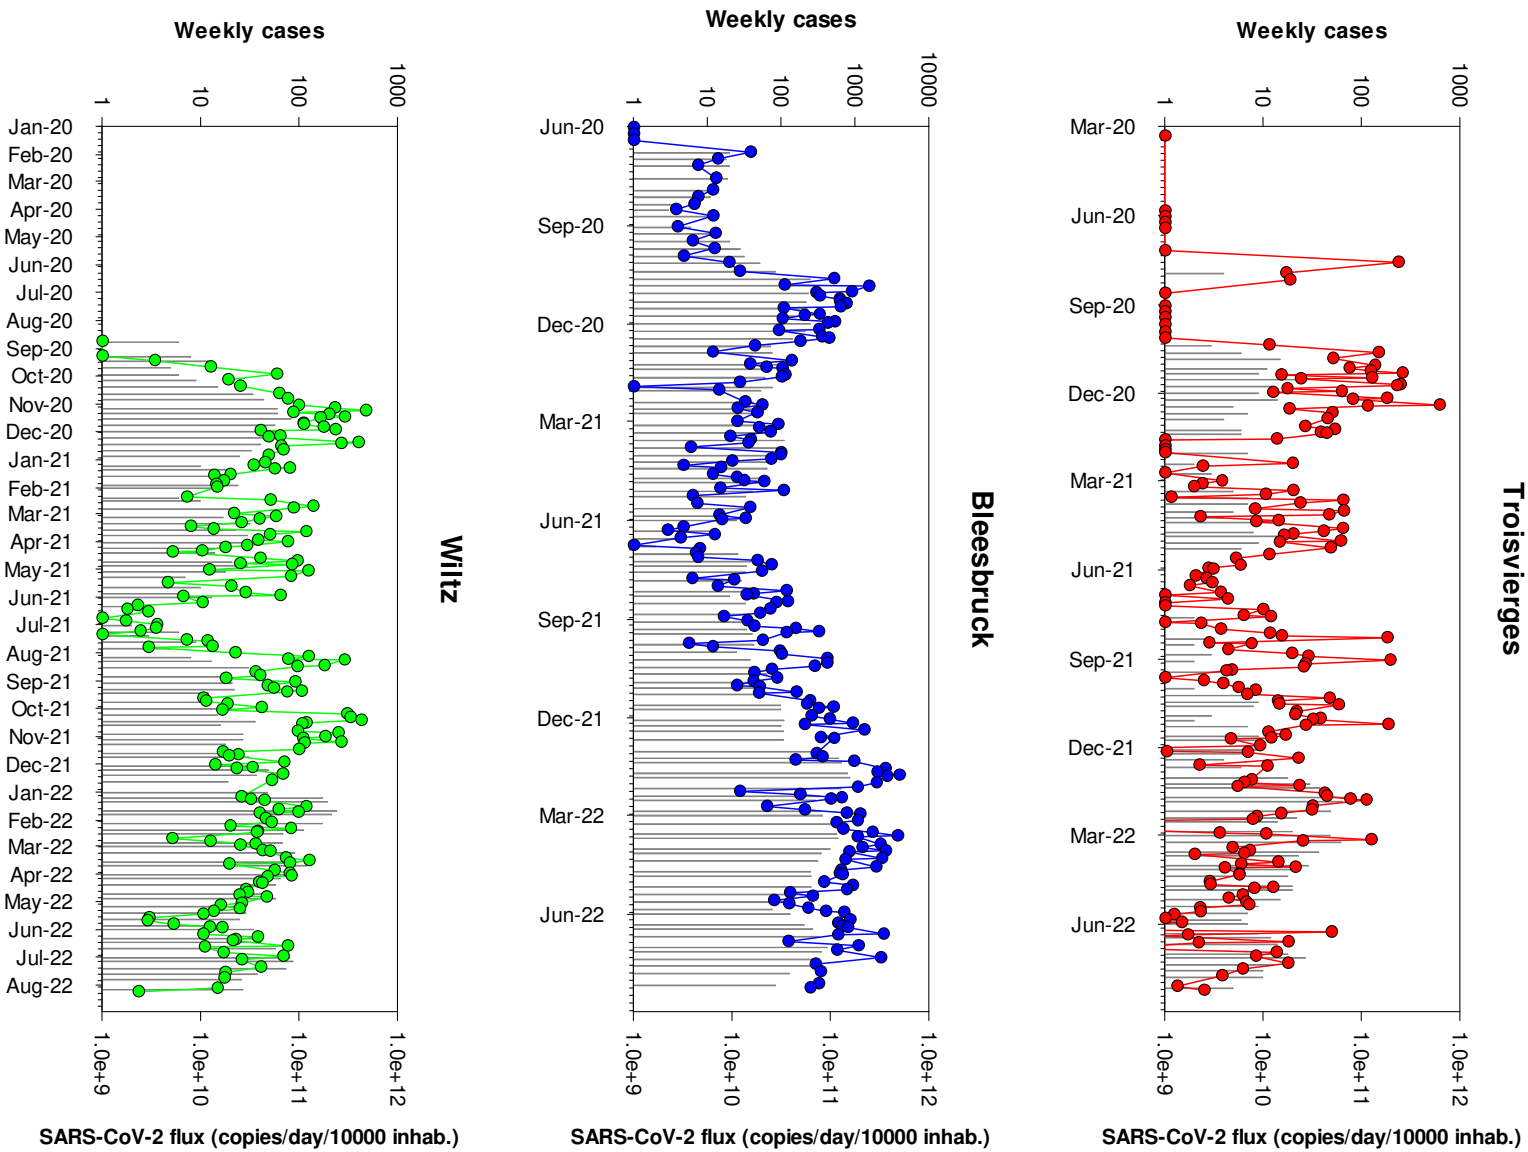 Weekly cases
1
10
100
1000
Jan-20
Feb-20
Mar-20
Apr-20
May-20
Jun-20
Jul-20
Aug-20
Sep-20
Oct-20
Nov-20
Dec-20
Jan-21
Feb-21
Mar-21
Apr-21
May-21
Jun-21
Jul-21
Aug-21
Sep-21
Oct-21
Nov-21
Dec-21
Jan-22
Feb-22
Mar-22
Apr-22
May-22
Jun-22
Jul-22
Aug-22
Wiltz
1.0e+9
1.0e+10
1.0e+11
1.0e+12
SARS-CoV-2 flux (copies/day/10000 inhab.)
Weekly cases
1
10
100
1000
10000
Jun-20
Sep-20
Dec-20
Mar-21
Jun-21
Sep-21
Dec-21
Mar-22
Jun-22
Bleesbruck
1.0e+9
1.0e+10
1.0e+11
1.0e+12
SARS-CoV-2 flux (copies/day/10000 inhab.)
Weekly cases
1
10
100
1000
Mar-20
Jun-20
Sep-20
Dec-20
Mar-21
Jun-21
Sep-21
Dec-21
Mar-22
Jun-22
Troisvierges
1.0e+9
1.0e+10
1.0e+11
1.0e+12
SARS-CoV-2 flux (copies/day/10000 inhab.)